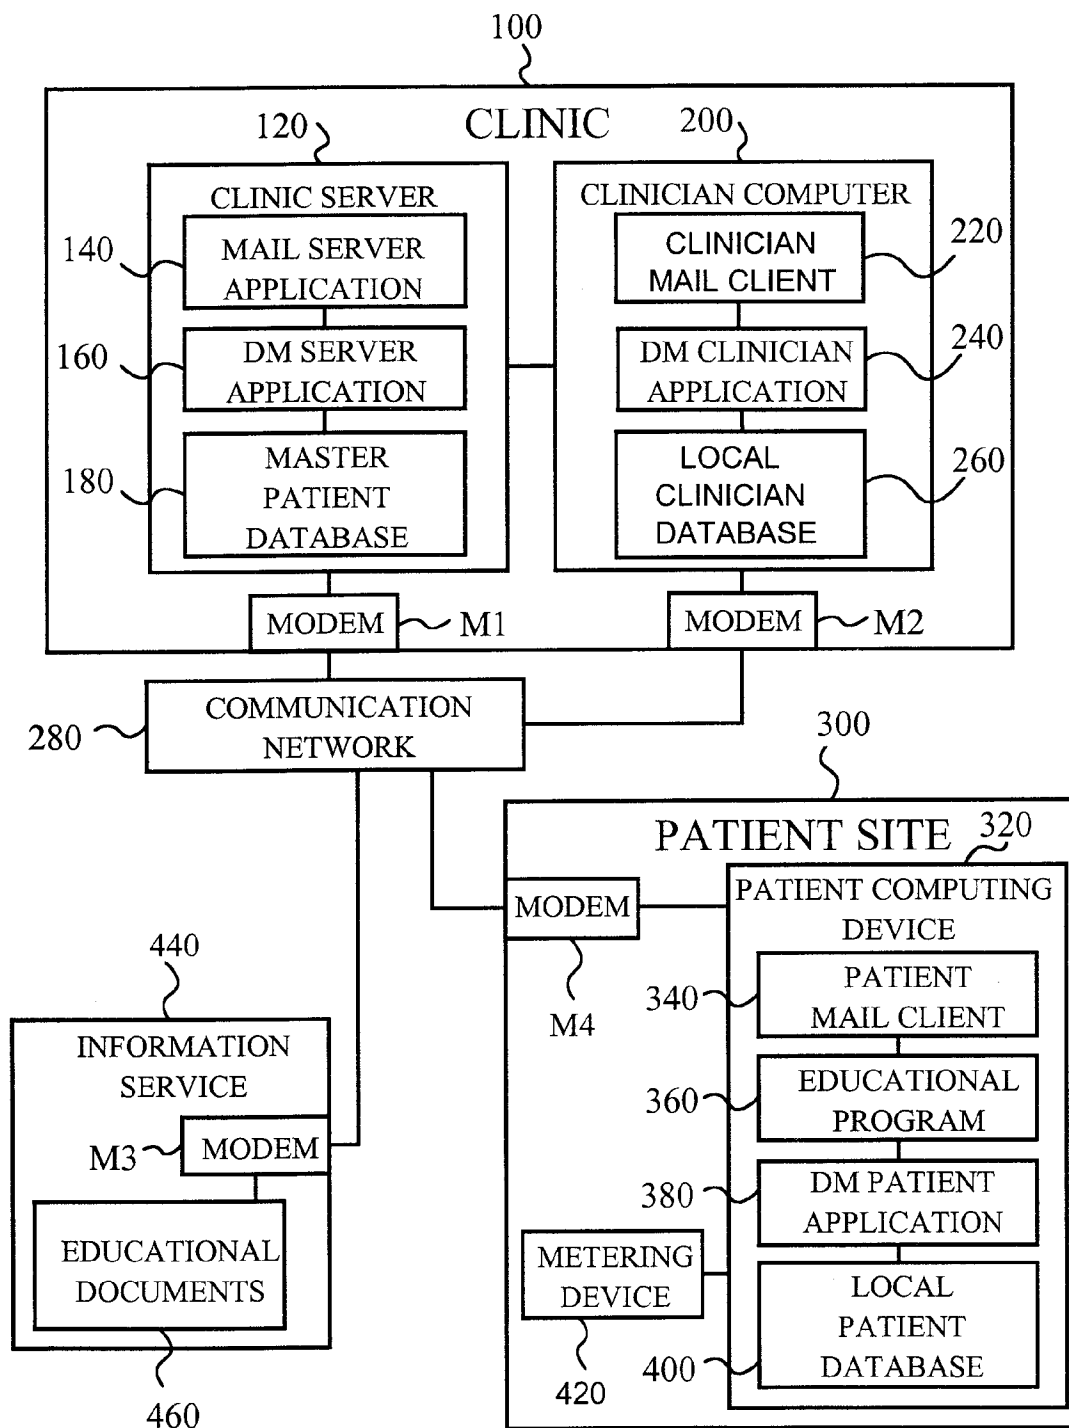 100
CLINIC
120
200
CLINIC SERVER
CLINICIAN COMPUTER
140
MAIL SERVER
APPLICATION
CLINICIAN
MAIL CLIENT
220
160
DM SERVER
APPLICATION
DM CLINICIAN
APPLICATION
240
180
MASTER
PATIENT
DATABASE
LOCAL
CLINICIAN
DATABASE
260
MODEM
M1
MODEM
M2
280
COMMUNICATION
NETWORK
300
PATIENT SITE
320
MODEM
M4
PATIENT COMPUTING
DEVICE
340
PATIENT
MAIL CLIENT
360
EDUCATIONAL
PROGRAM
380
DM PATIENT
APPLICATION
METERING
DEVICE
420
400
LOCAL
PATIENT
DATABASE
440
INFORMATION
SERVICE
M3
MODEM
EDUCATIONAL
DOCUMENTS
460